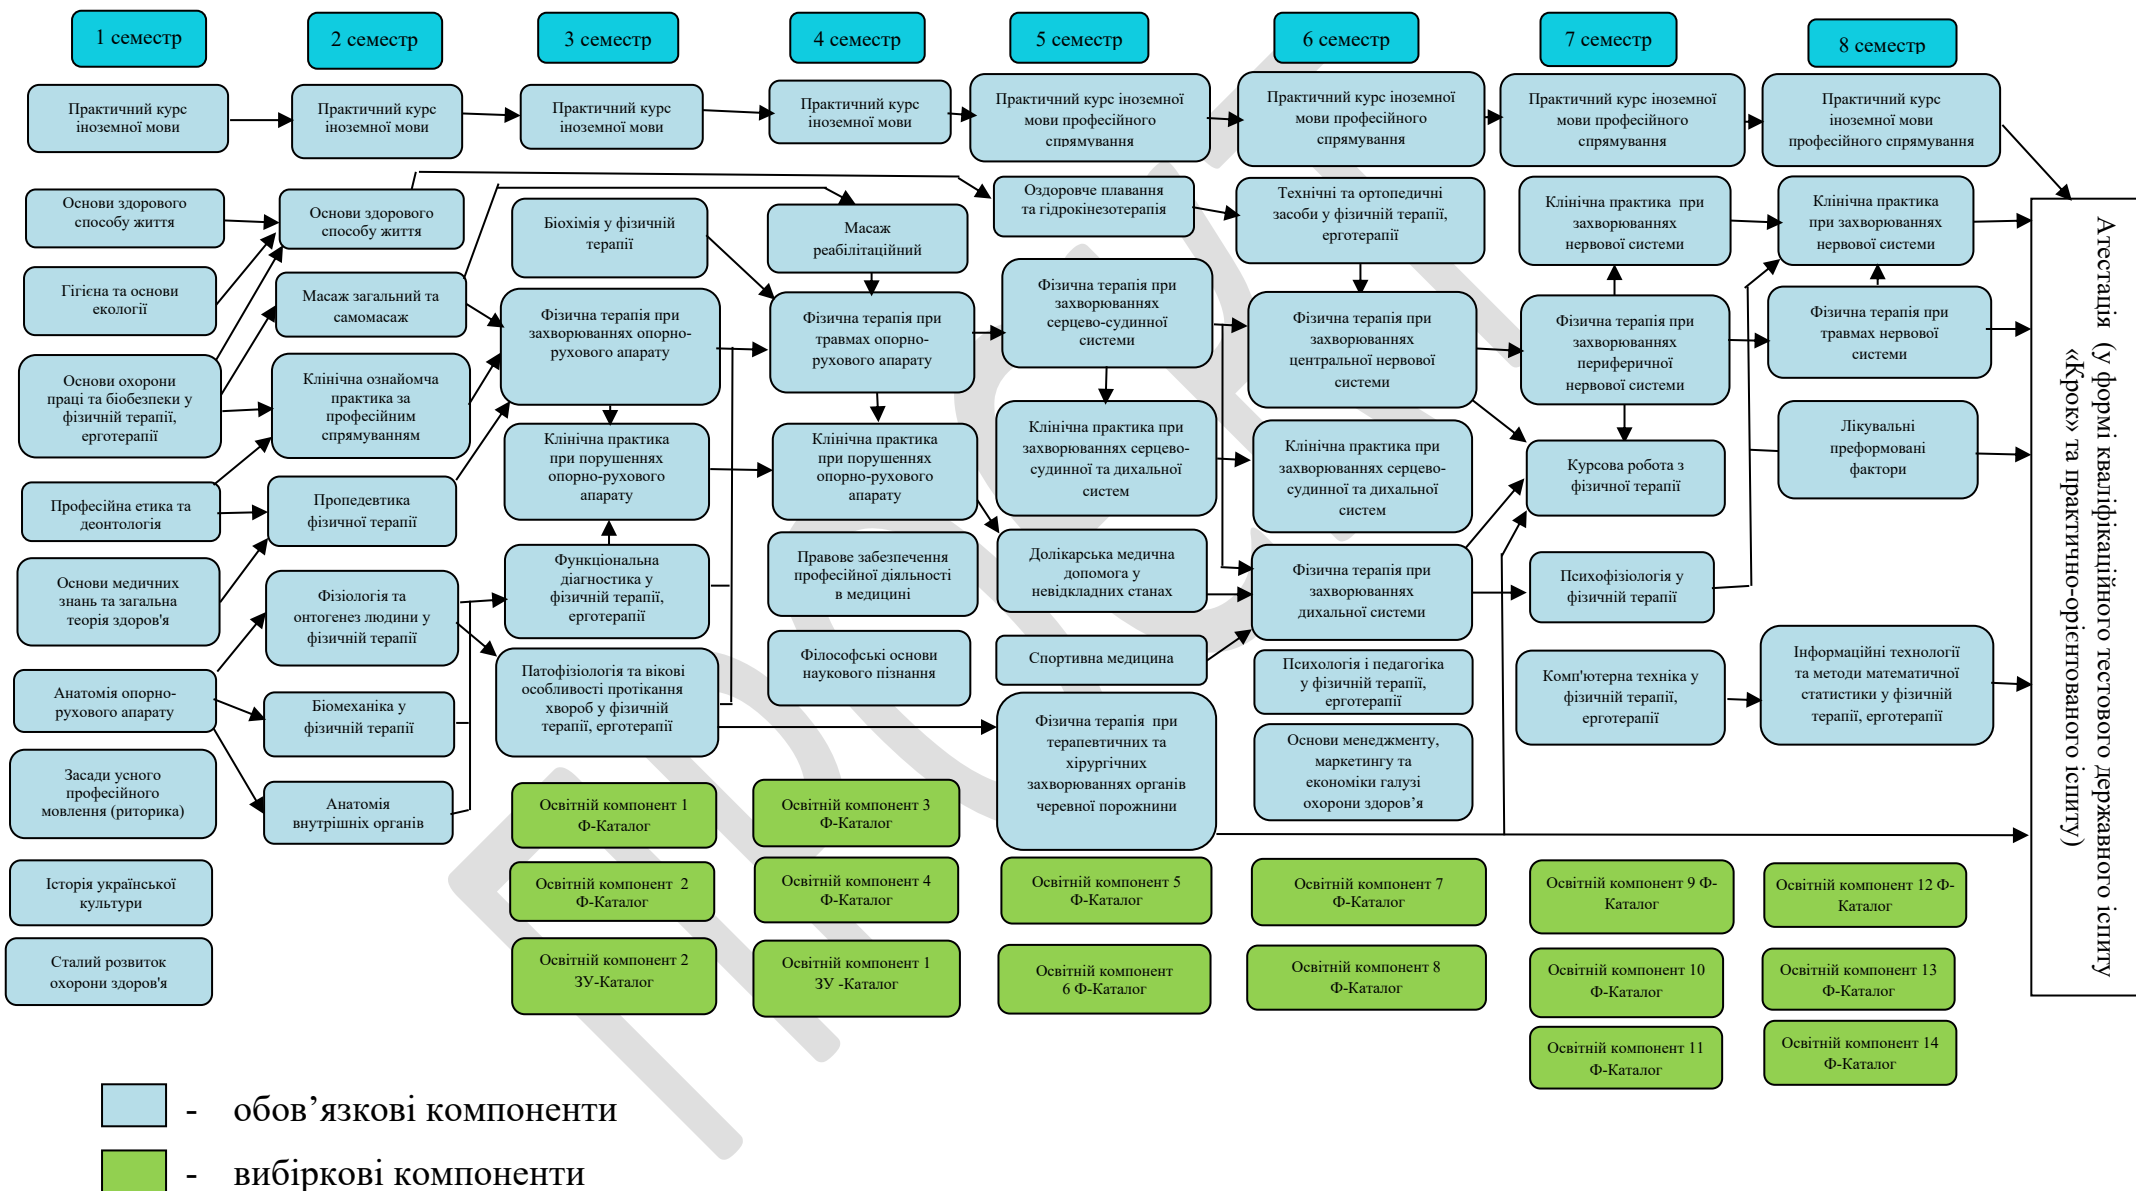 1 семестр
2 семестр
3 семестр
4 семестр
5 семестр
6 семестр
7 семестр
8 семестр
Практичний курс
іноземної мови
Практичний курс
іноземної мови
Практичний курс
іноземної мови
Практичний курс
іноземної мови
Практичний курс іноземної
мови професійного
спрямування
Практичний курс іноземної
мови професійного
спрямування
Практичний курс іноземної
мови професійного
спрямування
Практичний курс
іноземної мови
професійного спрямування
Основи здорового
способу життя
Гігієна та основи
екології
Основи охорони
праці та біобезпеки у
фізичній терапії,
ерготерапії
Професійна етика та
деонтологія
Основи медичних
знань та загальна
теорія здоров'я
Анатомія опорно-
рухового апарату
Засади усного
професійного
мовлення (риторика)
Історія української
культури
Сталий розвиток
охорони здоров'я
Основи здорового
способу життя
Масаж загальний та
самомасаж
Клінічна ознайомча
практика за
професійним
спрямуванням
Пропедевтика
фізичної терапії
Фізіологія та
онтогенез людини у
фізичній терапії
Біомеханіка у
фізичній терапії
Анатомія
внутрішніх органів
Біохімія у фізичній
терапії
Фізична терапія при
захворюваннях опорно-
рухового апарату
Клінічна практика
при порушеннях
опорно-рухового
апарату
Функціональна
діагностика у
фізичній терапії,
ерготерапії
Патофізіологія та вікові
особливості протікання
хвороб у фізичній
терапії, ерготерапії
Освітній компонент 1
Ф-Каталог
Освітній компонент 2
Ф-Каталог
Освітній компонент 2
ЗУ-Каталог
Масаж
реабілітаційний
Фізична терапія при
травмах опорно-
рухового апарату
Клінічна практика
при порушеннях
опорно-рухового
апарату
Правове забезпечення
професійної діяльності
в медицині
Філософські основи
наукового пізнання
Освітній компонент 3
Ф-Каталог
Освітній компонент 4
Ф-Каталог
Освітній компонент 1
ЗУ -Каталог
Оздоровче плавання
та гідрокінезотерапія
Фізична терапія при
захворюваннях
серцево-судинної
системи
Клінічна практика при
захворюваннях серцево-
судинної та дихальної
систем
Долікарська медична
допомога у
невідкладних станах
Спортивна медицина
Фізична терапія при
терапевтичних та
хірургічних
захворюваннях органів
черевної порожнини
Освітній компонент 5
Ф-Каталог
Освітній компонент
6 Ф-Каталог
Технічні та ортопедичні
засоби у фізичній терапії,
ерготерапії
Фізична терапія при
захворюваннях
центральної нервової
системи
Клінічна практика при
захворюваннях серцево-
судинної та дихальної
систем
Фізична терапія при
захворюваннях
дихальної системи
Психологія і педагогіка
у фізичній терапії,
ерготерапії
Основи менеджменту,
маркетингу та
економіки галузі
охорони здоров’я
Освітній компонент 7
Ф-Каталог
Освітній компонент 8
Ф-Каталог
Клінічна практика при
захворюваннях
нервової системи
Фізична терапія при
захворюваннях
периферичної
нервової системи
Курсова робота з
фізичної терапії
Психофізіологія у
фізичній терапії
Комп'ютерна техніка у
фізичній терапії,
ерготерапії
Освітній компонент 9 Ф-
Каталог
Освітній компонент 10
Ф-Каталог
Освітній компонент 11
Ф-Каталог
Клінічна практика
при захворюваннях
нервової системи
Фізична терапія при
травмах нервової
системи
Лікувальні
преформовані
фактори
Інформаційні технології
та методи математичної
статистики у фізичній
терапії, ерготерапії
Освітній компонент 12 Ф-
Каталог
Освітній компонент 13
Ф-Каталог
Освітній компонент 14
Ф-Каталог
Атестація (у формі кваліфікаційного тестового державного іспиту
«Крок» та практично-орієнтованого іспиту)
- обов’язкові компоненти
- вибіркові компоненти
ПРОЄКТ